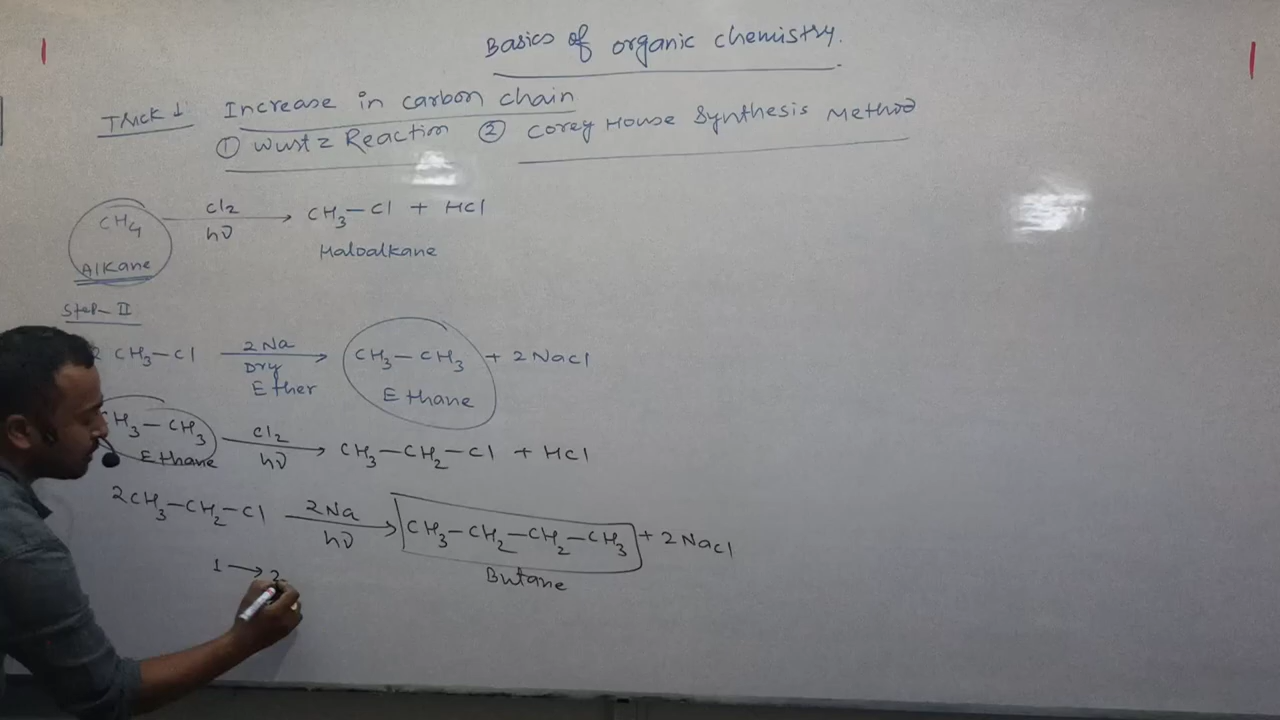 Basics of organic chemistry.
Trick 1 Increase in carbon chain
① Wurtz Reaction ② Corey House Synthesis Method
CH4 Cl2 hν CH3-Cl + HCl
Alkane Haloalkane
Step-II
2 CH3-Cl 2Na Dry Ether CH3-CH3 + 2NaCl
Ethane
H3-CH3 Cl2 hν CH3-CH2-Cl + HCl
Ethane
2CH3-CH2-Cl 2Na hν CH3-CH2-CH2-CH3 + 2NaCl
Butane
1 → 2